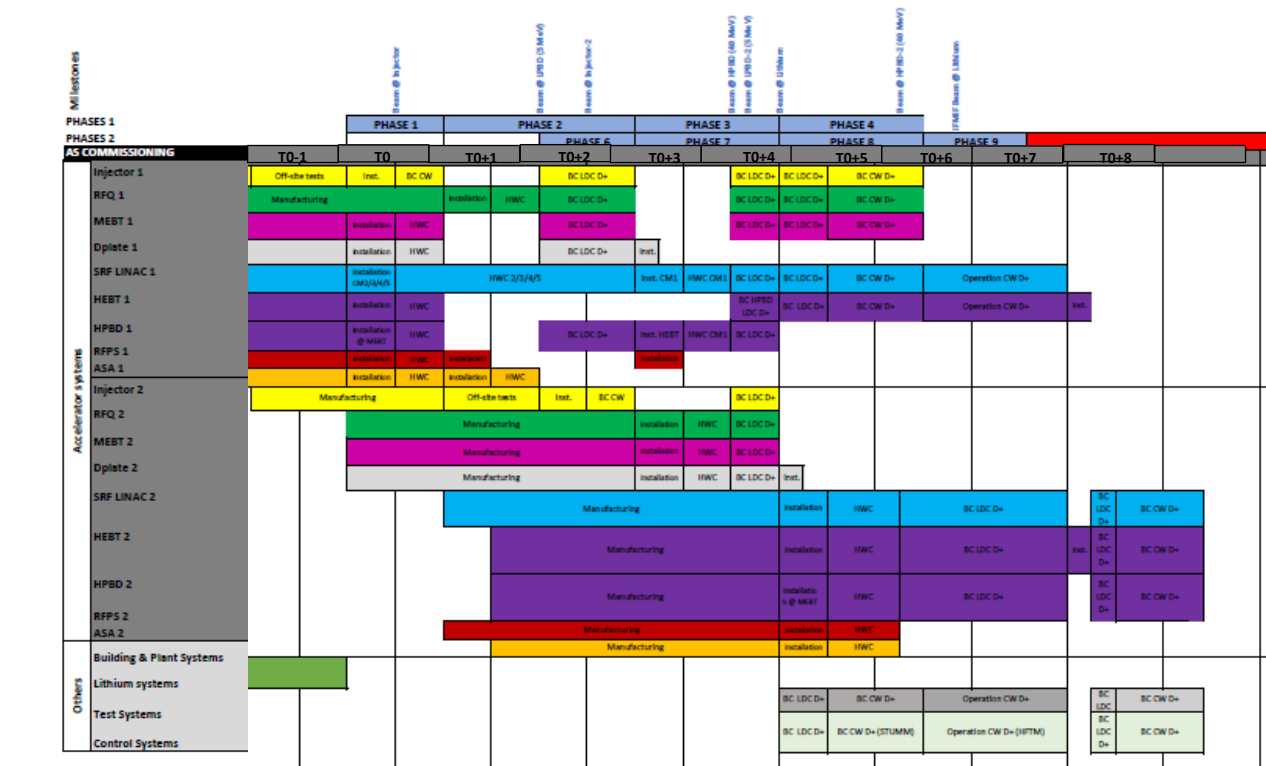 Milestones
Beam @ Injector
Beam @ LPBD (5 MeV)
Beam @ Injector-2
Beam @ HPBD (40 MeV)
Beam @ LPBD-2 (5 MeV)
Beam @ Lithium
Beam @ HPBD-2 (40 MeV)
IFMIF Beam @ Lithium
PHASES 1 PHASE 1 PHASE 2 PHASE 3 PHASE 4
PHASES 2 PHASE 6 PHASE 7 PHASE 8 PHASE 9
AS COMMISSIONING T0-1 T0 T0+1 T0+2 T0+3 T0+4 T0+5 T0+6 T0+7 T0+8
Accelerator systems
Injector 1 Off-site tests Inst. BC CW BC LDC D+ BC LDC D+ BC LDC D+ BC CW D+
RFQ 1 Manufacturing Installation HWC BC LDC D+ BC LDC D+ BC LDC D+ BC CW D+
MEBT 1 Installation HWC BC LDC D+ BC LDC D+ BC LDC D+ BC CW D+
Dplate 1 Installation HWC BC LDC D+ Inst.
SRF LINAC 1 Installation CM2/3/4/5 HWC 2/3/4/5 Inst. CM1 HWC CM1 BC LDC D+ BC LDC D+ BC CW D+ Operation CW D+
HEBT 1 Installation HWC BC HPBD LDC D+ BC LDC D+ BC CW D+ Operation CW D+ Inst.
HPBD 1 Installation @ MEBT HWC BC LDC D+ Inst. HEBT HWC CM1 BC LDC D+
RFPS 1 Installation HWC Installation Installation
ASA 1 Installation HWC Installation HWC
Injector 2 Manufacturing Off-site tests Inst. BC CW BC LDC D+
RFQ 2 Manufacturing Installation HWC BC LDC D+
MEBT 2 Manufacturing Installation HWC BC LDC D+
Dplate 2 Manufacturing Installation HWC BC LDC D+ Inst.
SRF LINAC 2 Manufacturing Installation HWC BC LDC D+ BC LDC D+ BC CW D+
HEBT 2 Manufacturing Installation HWC BC LDC D+ Inst. BC LDC D+ BC CW D+
HPBD 2 Manufacturing Installatio n @ MEBT HWC BC LDC D+ BC LDC D+ BC CW D+
RFPS 2 Manufacturing Installation HWC
ASA 2 Manufacturing Installation HWC
Others
Building & Plant Systems
Lithium systems BC LDC D+ BC CW D+ Operation CW D+ BC LDC BC CW D+
Test Systems BC LDC D+ BC CW D+ (STUMM) Operation CW D+ (HFTM) BC LDC D+ BC CW D+
Control Systems